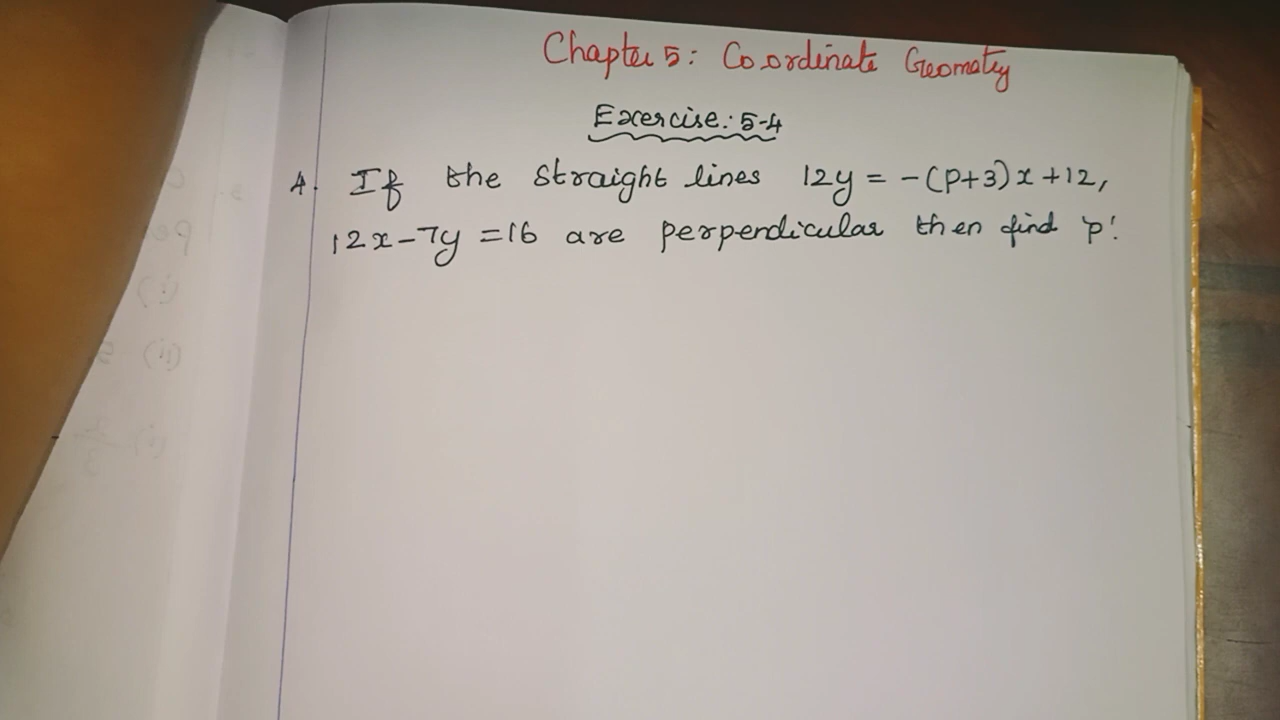 Chapter 5: Coordinate Geometry
Exercise: 5.4
4. If the straight lines 12y = -(p+3)x +12,
12x-7y =16 are perpendicular then find 'p'.